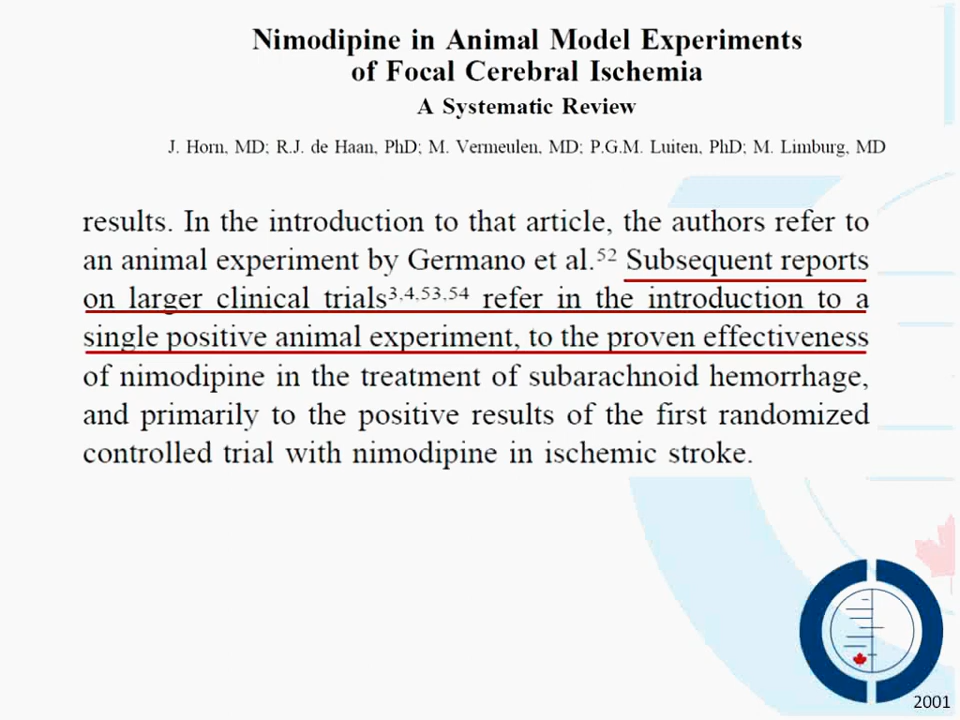 Nimodipine in Animal Model Experiments
of Focal Cerebral Ischemia
A Systematic Review
J. Horn, MD; R.J. de Haan, PhD; M. Vermeulen, MD; P.G.M. Luiten, PhD; M. Limburg, MD
results. In the introduction to that article, the authors refer to
an animal experiment by Germano et al.⁵² Subsequent reports
on larger clinical trials³,⁴,⁵³,⁵⁴ refer in the introduction to a
single positive animal experiment, to the proven effectiveness
of nimodipine in the treatment of subarachnoid hemorrhage,
and primarily to the positive results of the first randomized
controlled trial with nimodipine in ischemic stroke.
2001